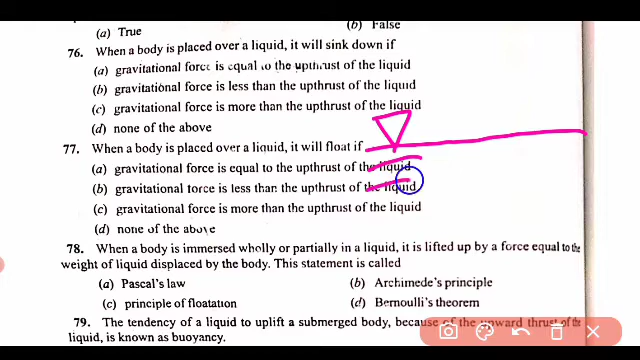 (a) True (b) False
76. When a body is placed over a liquid, it will sink down if
(a) gravitational force is equal to the upthrust of the liquid
(b) gravitational force is less than the upthrust of the liquid
(c) gravitational force is more than the upthrust of the liquid
(d) none of the above
77. When a body is placed over a liquid, it will float if
(a) gravitational force is equal to the upthrust of the liquid
(b) gravitational force is less than the upthrust of the liquid
(c) gravitational force is more than the upthrust of the liquid
(d) none of the above
78. When a body is immersed wholly or partially in a liquid, it is lifted up by a force equal to the
weight of liquid displaced by the body. This statement is called
(a) Pascal's law (b) Archimede's principle
(c) principle of floatation (d) Bernoulli's theorem
79. The tendency of a liquid to uplift a submerged body, because of the upward thrust of the
liquid, is known as buoyancy.